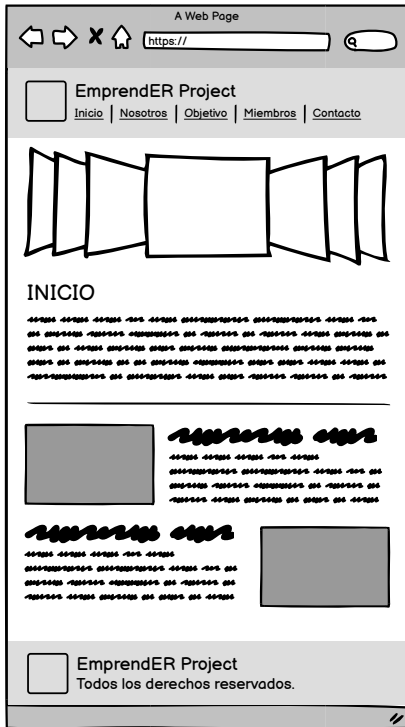 A Web Page
https://
EmprendER Project
Inicio | Nosotros | Objetivo | Miembros | Contacto
INICIO
EmprendER Project
Todos los derechos reservados.